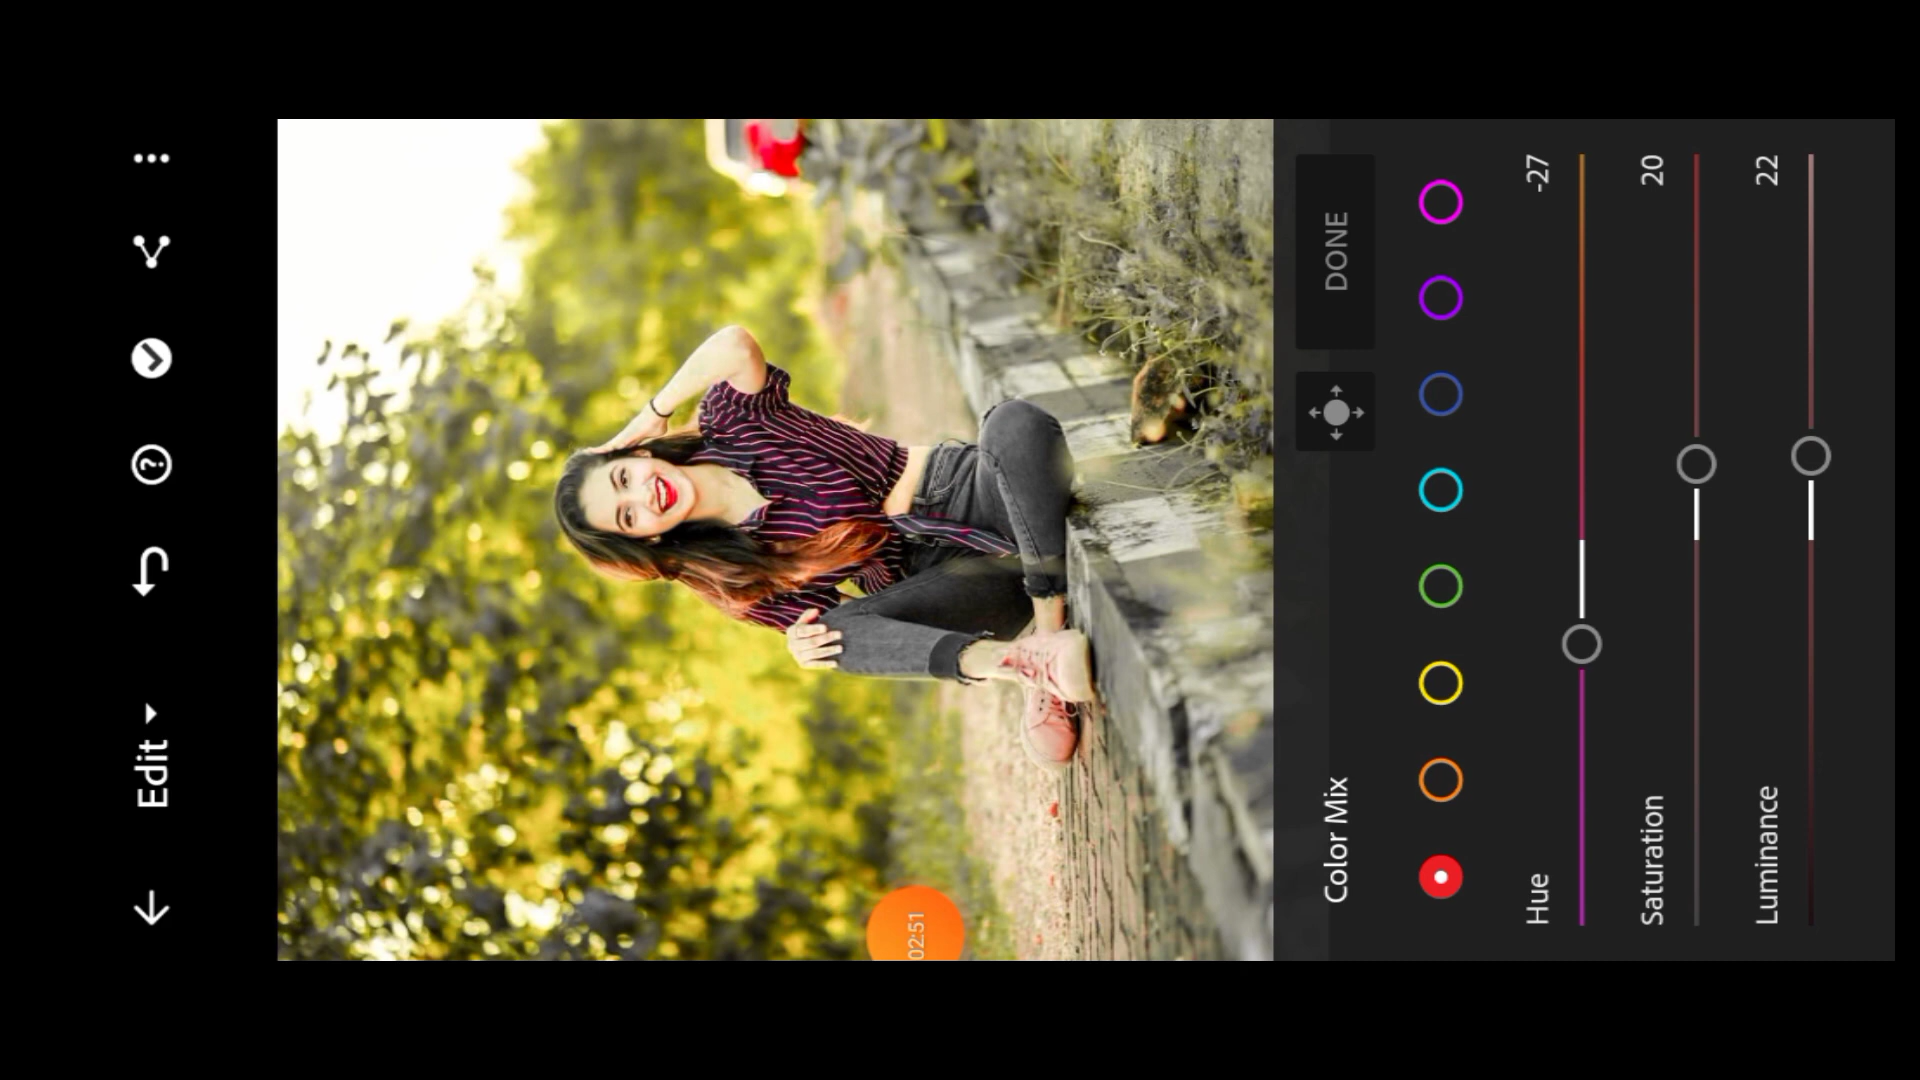 Edit
02:51
Color Mix
DONE
Hue
-27
Saturation
20
Luminance
22